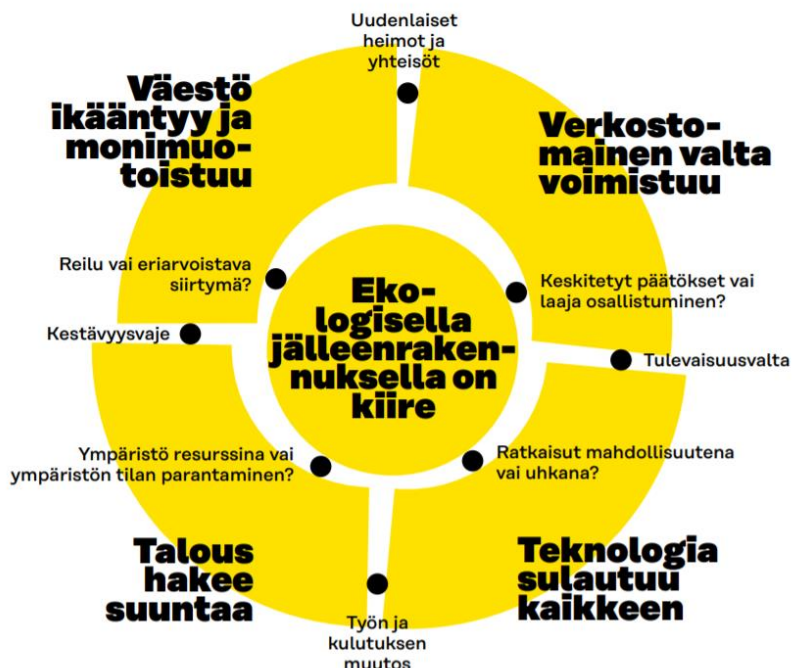 Uudenlaiset
heimot ja
yhteisöt
Väestö
ikääntyy ja
monimuo-
toistuu
Verkosto-
mainen valta
voimistuu
Reilu vai eriarvoistava
siirtymä?
Keskitetyt päätökset vai
laaja osallistuminen?
Eko-
logisella
jälleenraken-
nuksella on
kiire
Kestävyysvaje
Tulevaisuusvalta
Ympäristö resurssina vai
ympäristön tilan parantaminen?
Ratkaisut mahdollisuutena
vai uhkana?
Talous
hakee
suuntaa
Teknologia
sulautuu
kaikkeen
Työn ja
kulutuksen
muutos